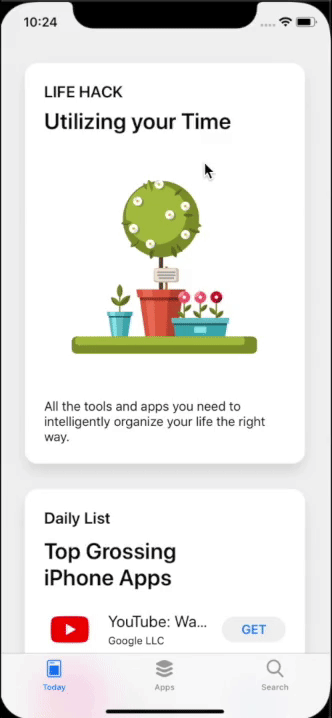 10:24
LIFE HACK
Utilizing your Time
All the tools and apps you need to
intelligently organize your life the right
way.
Daily List
Top Grossing
iPhone Apps
YouTube: Wa...
GET
Google LLC
Today
Apps
Search